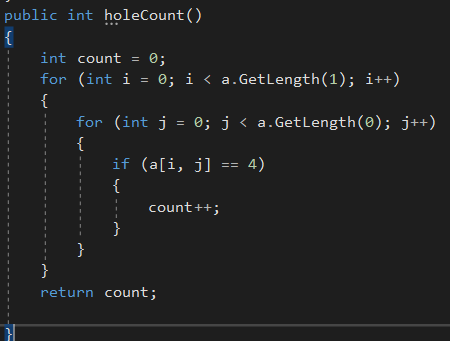 public int holeCount()
{
int count = 0;
for (int i = 0; i < a.GetLength(1); i++)
{
for (int j = 0; j < a.GetLength(0); j++)
{
if (a[i, j] == 4)
{
count++;
}
}
}
return count;
}